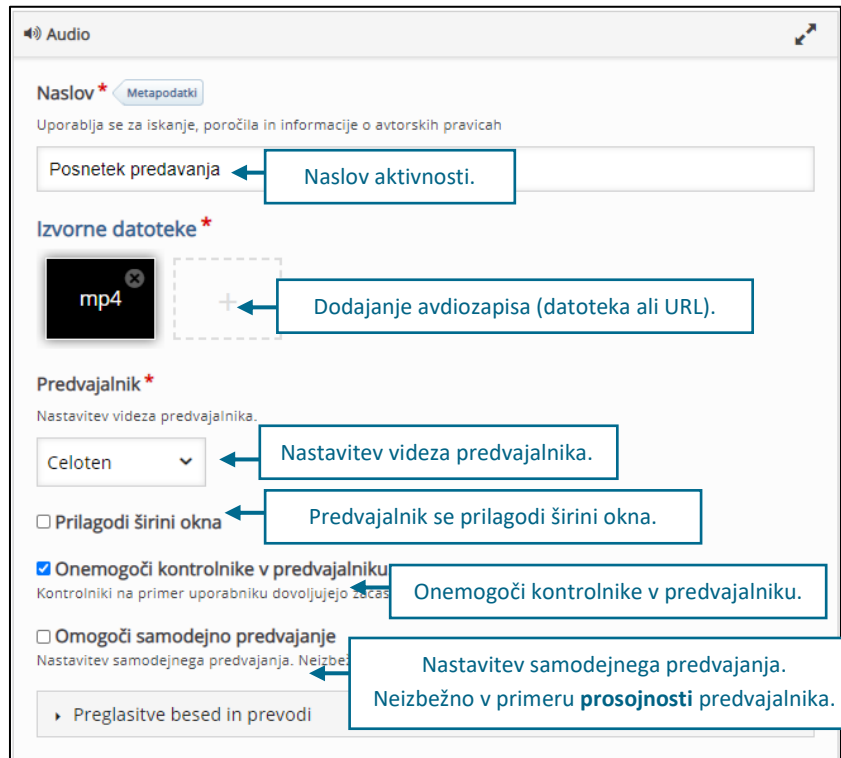 Audio
Naslov * Metapodatki
Uporablja se za iskanje, poročila in informacije o avtorskih pravicah
Posnetek predavanja
Naslov aktivnosti.
Izvorne datoteke *
mp4
+
Dodajanje avdiozapisa (datoteka ali URL).
Predvajalnik *
Nastavitev videza predvajalnika.
Celoten
Nastavitev videza predvajalnika.
Prilagodi širini okna
Predvajalnik se prilagodi širini okna.
Onemogoči kontrolnike v predvajalniku
Kontrolniki na primer uporabniku dovoljujejo
Onemogoči kontrolnike v predvajalniku.
Omogoči samodejno predvajanje
Nastavitev samodejnega predvajanja.
Nastavitev samodejnega predvajanja.
Neizbežno v primeru prosojnosti predvajalnika.
Preglasitve besed in prevodi